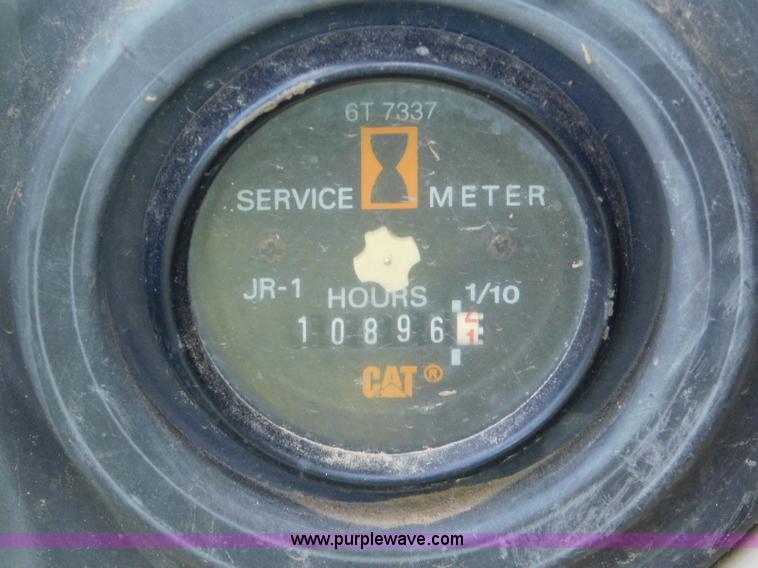 6T 7337
SERVICE METER
JR-1 HOURS 1/10
10896
CAT ®
www.purplewave.com